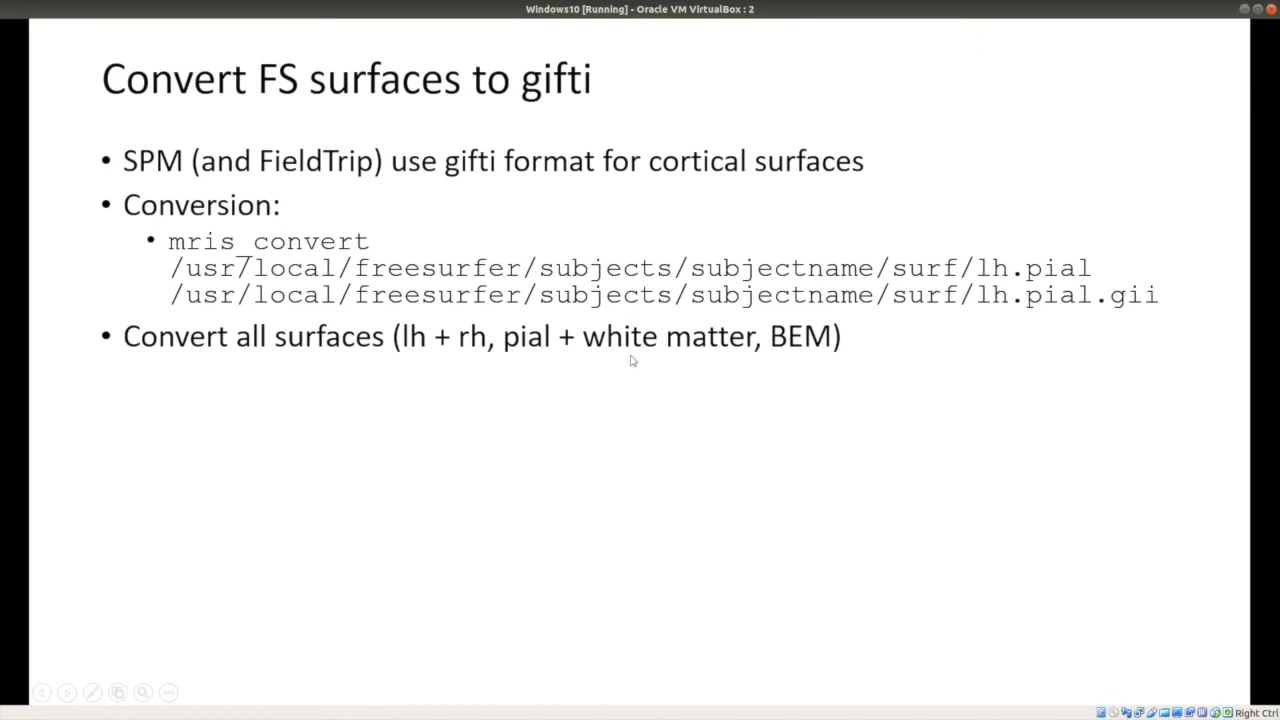 Windows10 [Running] - Oracle VM VirtualBox : 2
Convert FS surfaces to gifti
• SPM (and FieldTrip) use gifti format for cortical surfaces
• Conversion:
• mris_convert
/usr/local/freesurfer/subjects/subjectname/surf/lh.pial
/usr/local/freesurfer/subjects/subjectname/surf/lh.pial.gii
• Convert all surfaces (lh + rh, pial + white matter, BEM)
Right Ctrl